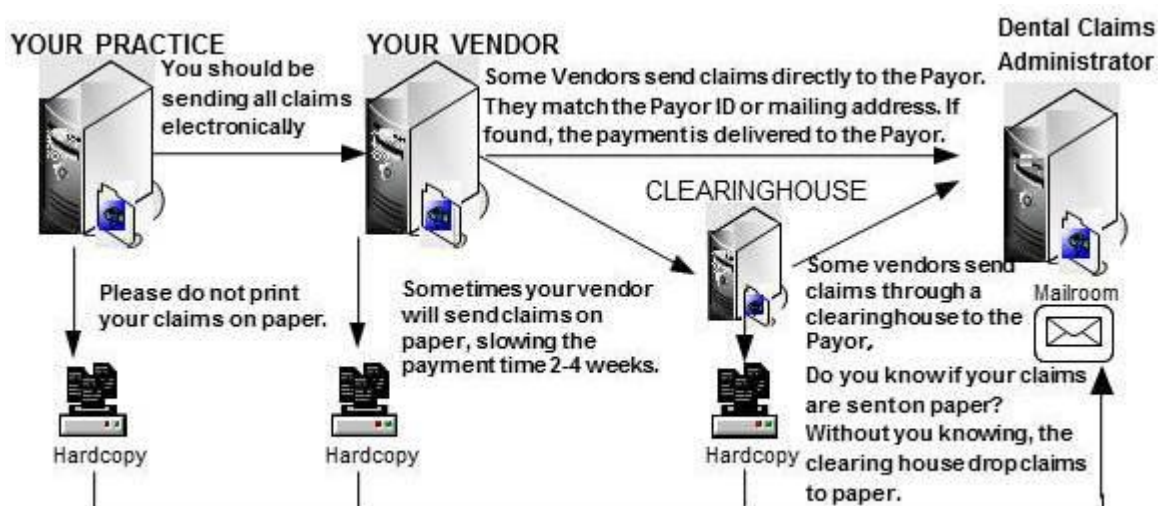 YOUR PRACTICE
You should be
sending all claims
electronically
YOUR VENDOR
Some Vendors send claims directly to the Payor.
They match the Payor ID or mailing address. If
found, the payment is delivered to the Payor.
Dental Claims
Administrator
CLEARINGHOUSE
Please do not print
your claims on paper.
Sometimes your vendor
will send claims on
paper, slowing the
payment time 2-4 weeks.
Some vendors send
claims through a
clearinghouse to the
Payor,
Do you know if your claims
are sent on paper?
Without you knowing, the
clearing house drop claims
to paper.
Mailroom
Hardcopy
Hardcopy
Hardcopy